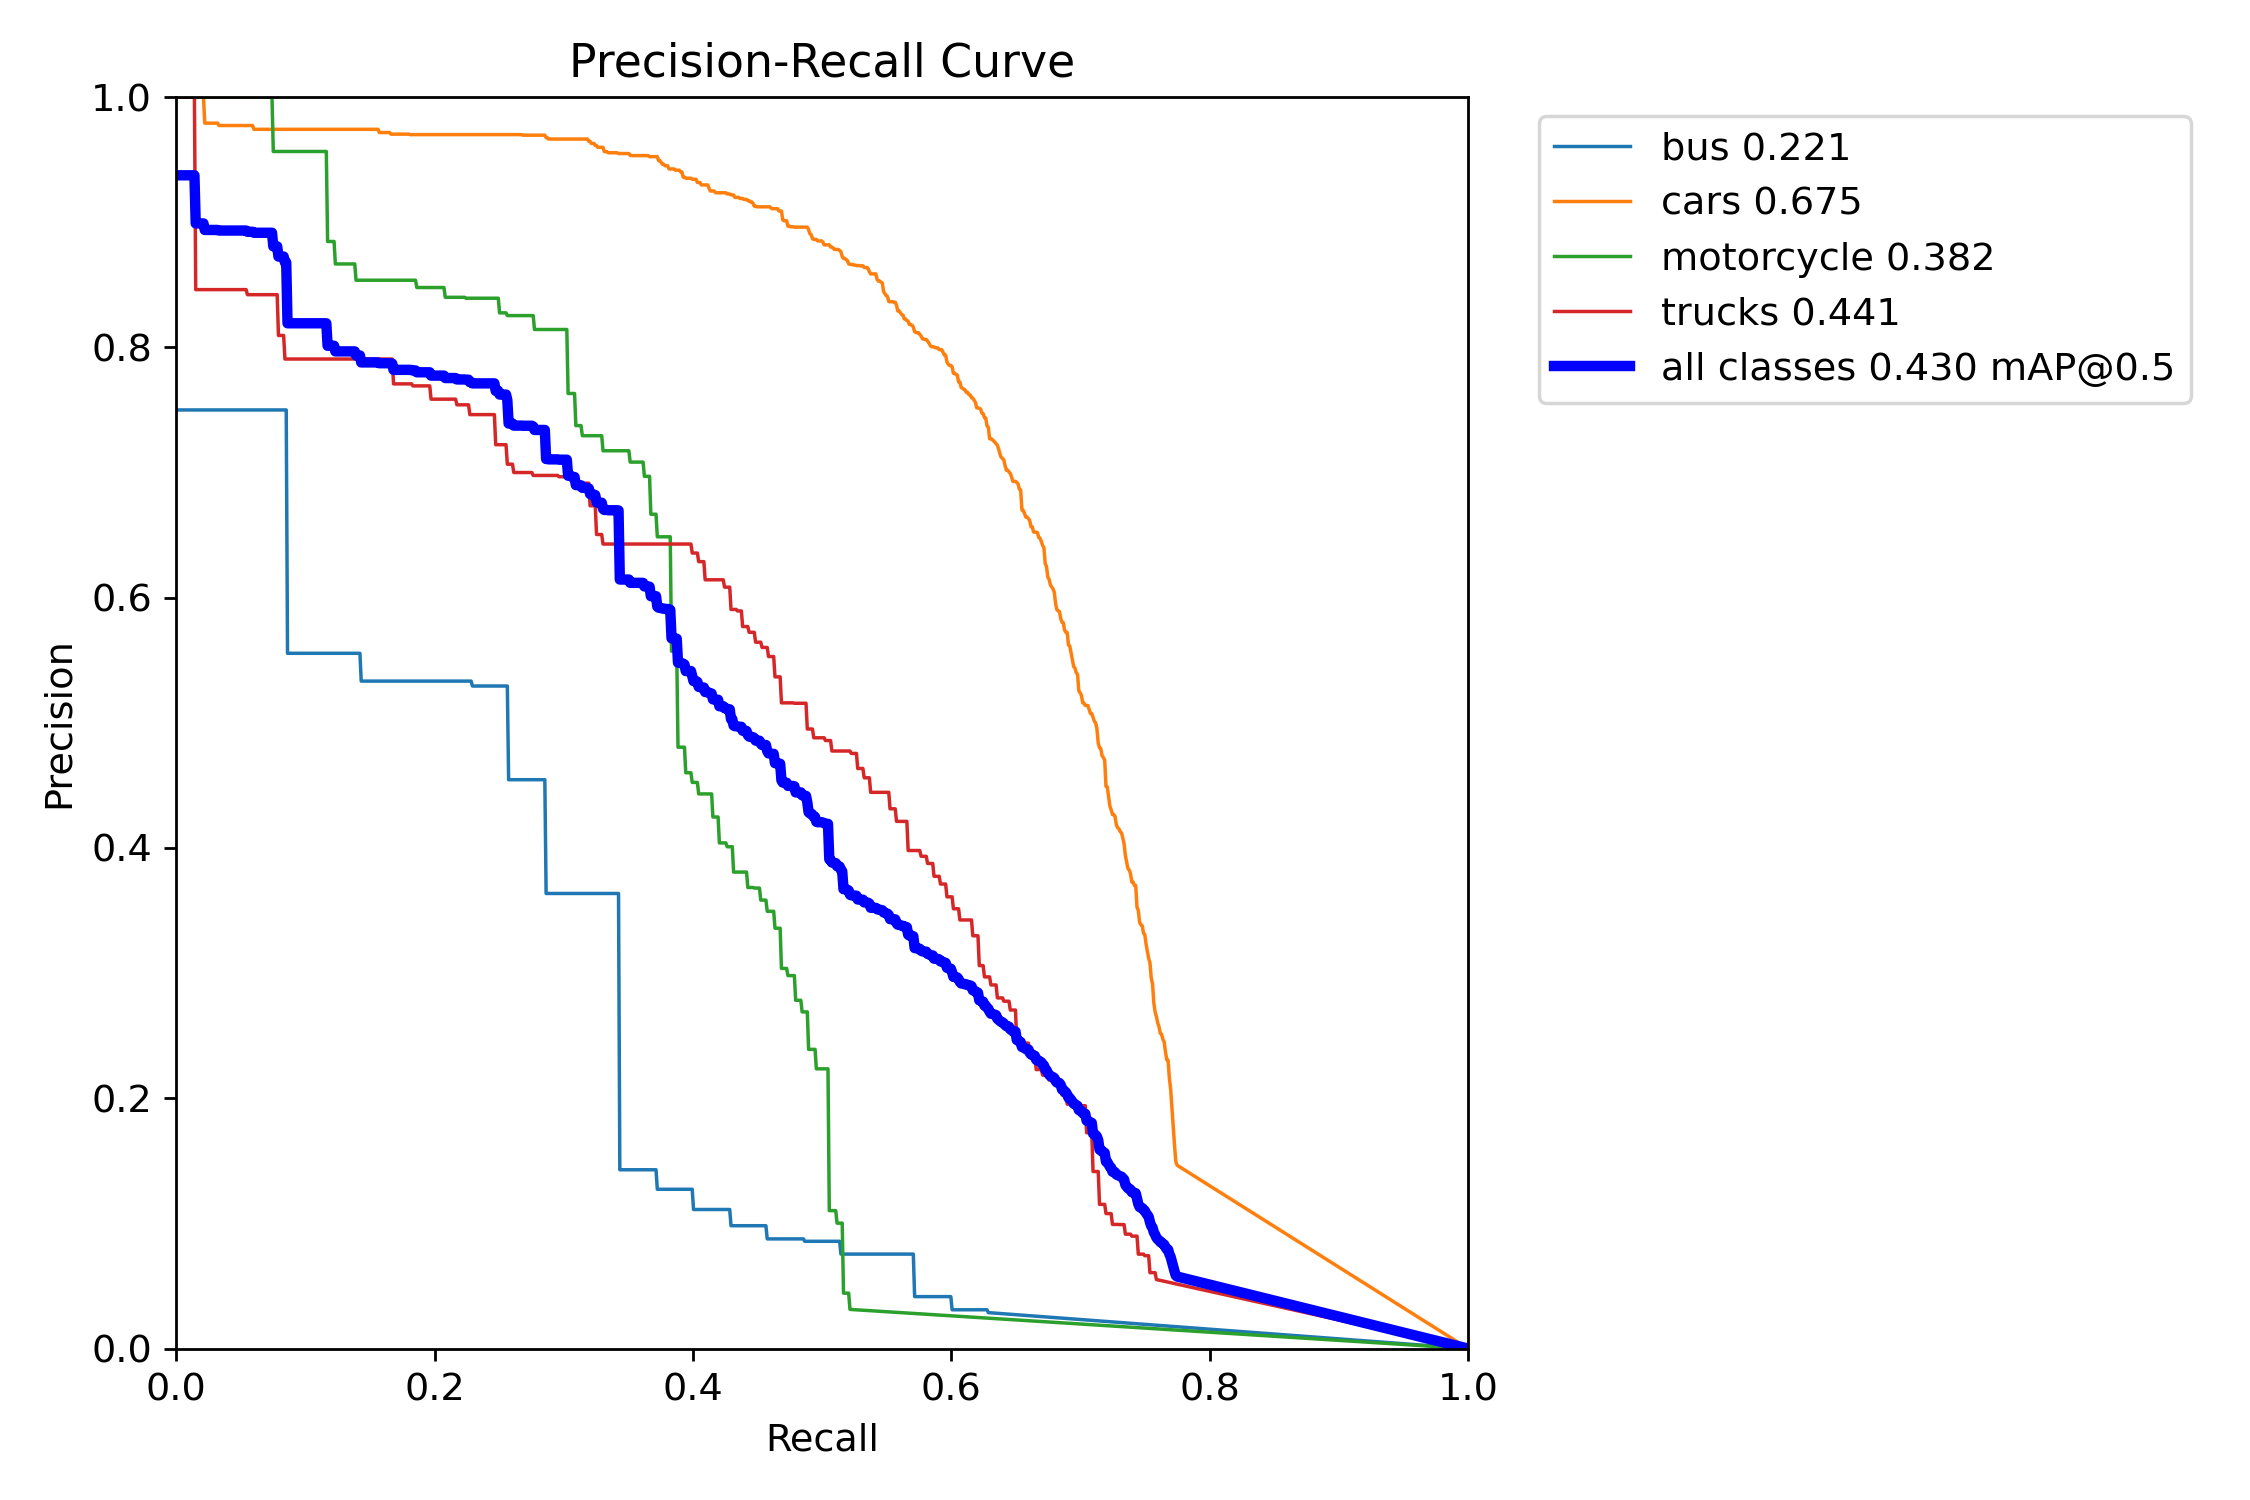 Precision-Recall Curve
1.0
0.8
0.6
0.4
0.2
0.0
Precision
0.0 0.2 0.4 0.6 0.8 1.0
Recall
bus 0.221
cars 0.675
motorcycle 0.382
trucks 0.441
all classes 0.430 mAP@0.5